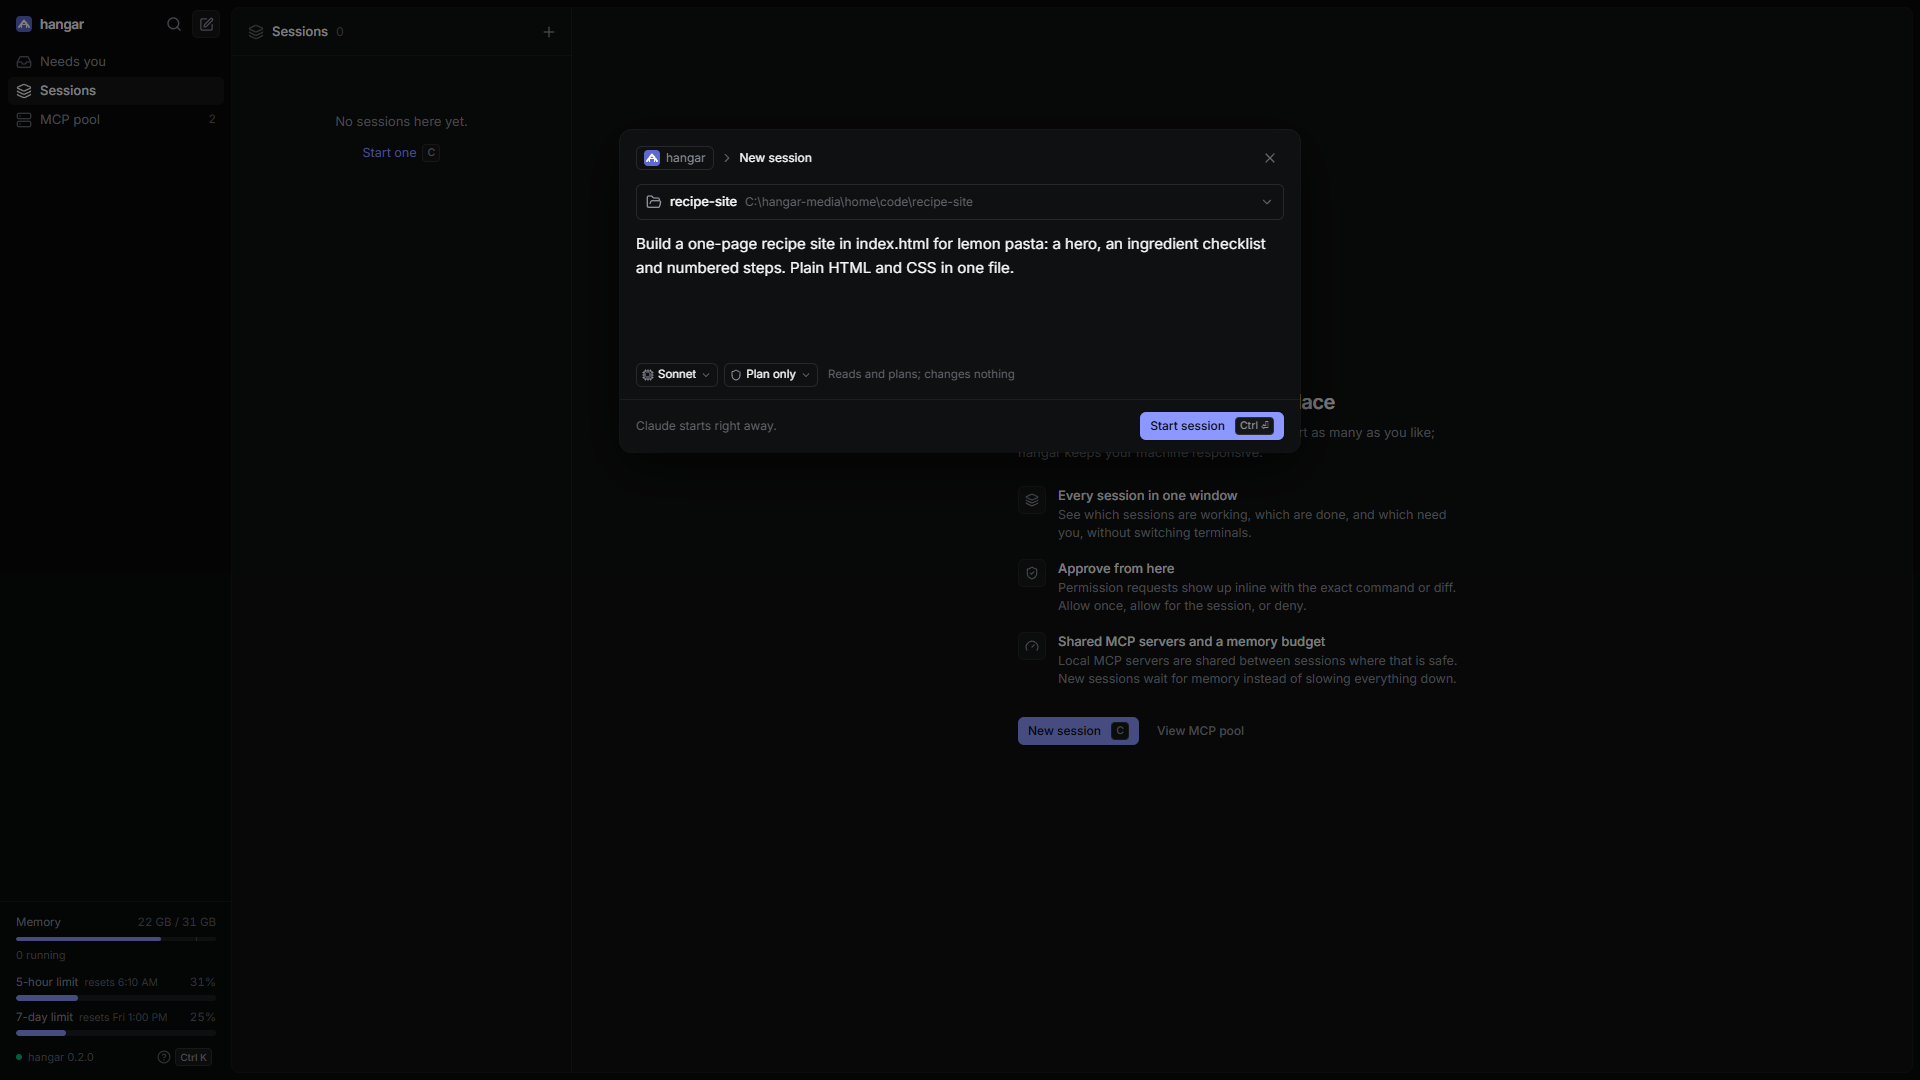 hangar
Needs you
Sessions
MCP pool 2
Sessions 0
No sessions here yet.
Start one C
hangar > New session
recipe-site C:\hangar-media\home\code\recipe-site
Build a one-page recipe site in index.html for lemon pasta: a hero, an ingredient checklist
and numbered steps. Plain HTML and CSS in one file.
Sonnet Plan only Reads and plans; changes nothing
Claude starts right away.
Start session Ctrl ⏎
lace
rt as many as you like;
hangar keeps your machine responsive.
Every session in one window
See which sessions are working, which are done, and which need
you, without switching terminals.
Approve from here
Permission requests show up inline with the exact command or diff.
Allow once, allow for the session, or deny.
Shared MCP servers and a memory budget
Local MCP servers are shared between sessions where that is safe.
New sessions wait for memory instead of slowing everything down.
New session C View MCP pool
Memory 22 GB / 31 GB
0 running
5-hour limit resets 6:10 AM 31%
7-day limit resets Fri 1:00 PM 25%
hangar 0.2.0 Ctrl K